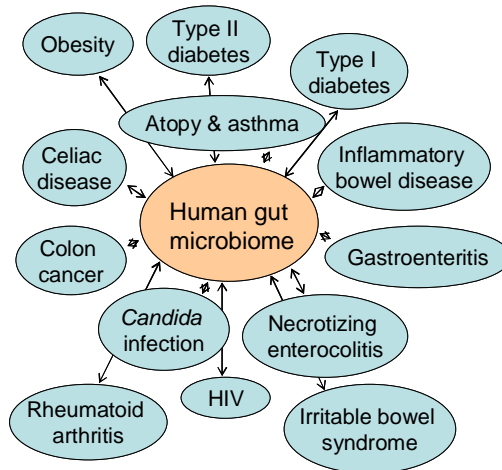 Obesity
Type II
diabetes
Type I
diabetes
Atopy & asthma
Celiac
disease
Inflammatory
bowel disease
Human gut
microbiome
Colon
cancer
Gastroenteritis
Candida
infection
Necrotizing
enterocolitis
HIV
Rheumatoid
arthritis
Irritable bowel
syndrome